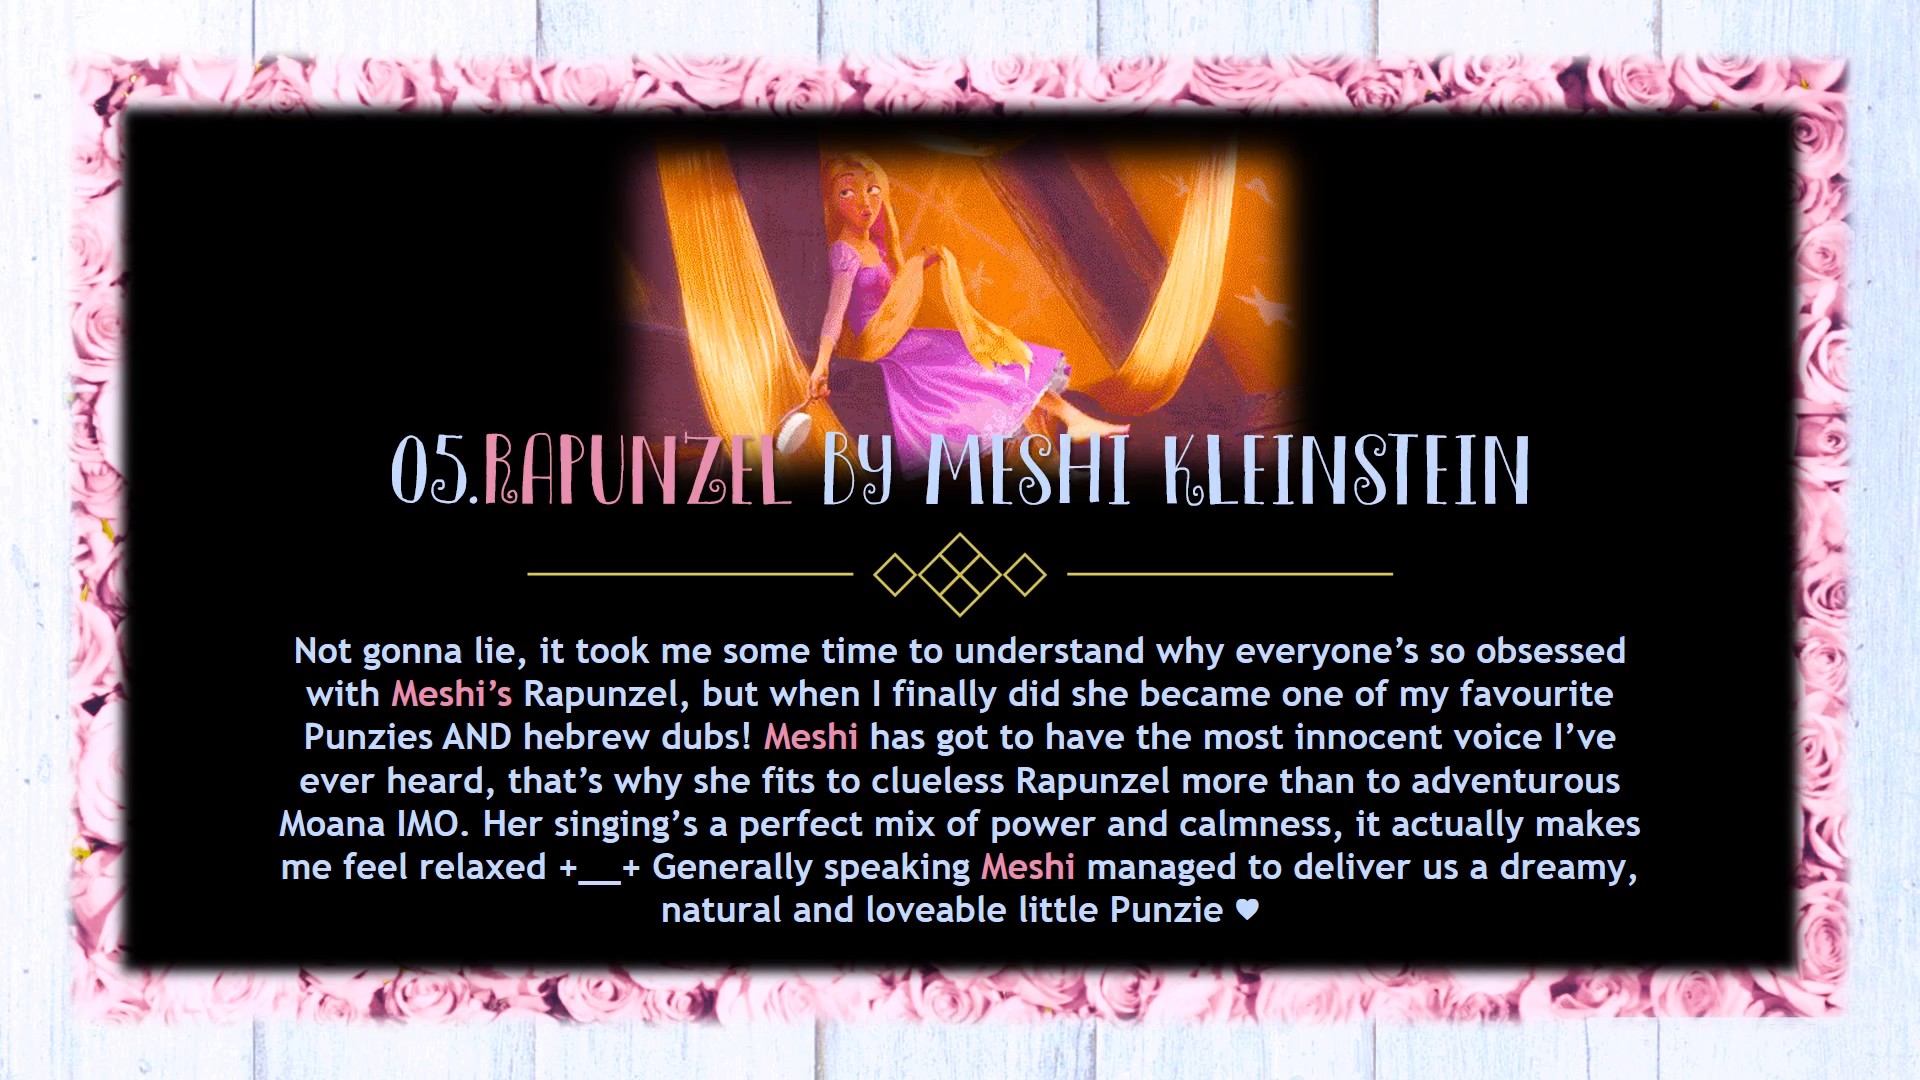 05.RAPUNZEL BY MESHI KLEINSTEIN
Not gonna lie, it took me some time to understand why everyone’s so obsessed
with Meshi’s Rapunzel, but when I finally did she became one of my favourite
Punzies AND hebrew dubs! Meshi has got to have the most innocent voice I’ve
ever heard, that’s why she fits to clueless Rapunzel more than to adventurous
Moana IMO. Her singing’s a perfect mix of power and calmness, it actually makes
me feel relaxed +__+ Generally speaking Meshi managed to deliver us a dreamy,
natural and loveable little Punzie ♥